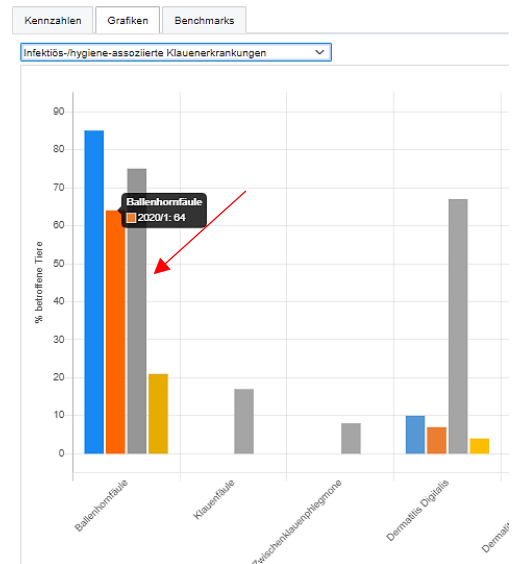 Kennzahlen
Grafiken
Benchmarks
Infektiös-/hygiene-assoziierte Klauenerkrankungen
% betroffene Tiere
90
80
70
60
50
40
30
20
10
0
Ballenhornfäule
2020/1: 64
Ballenhornfäule
Klauenfäule
Zwischenklauenphlegmone
Dermatitis Digitalis
Dermati